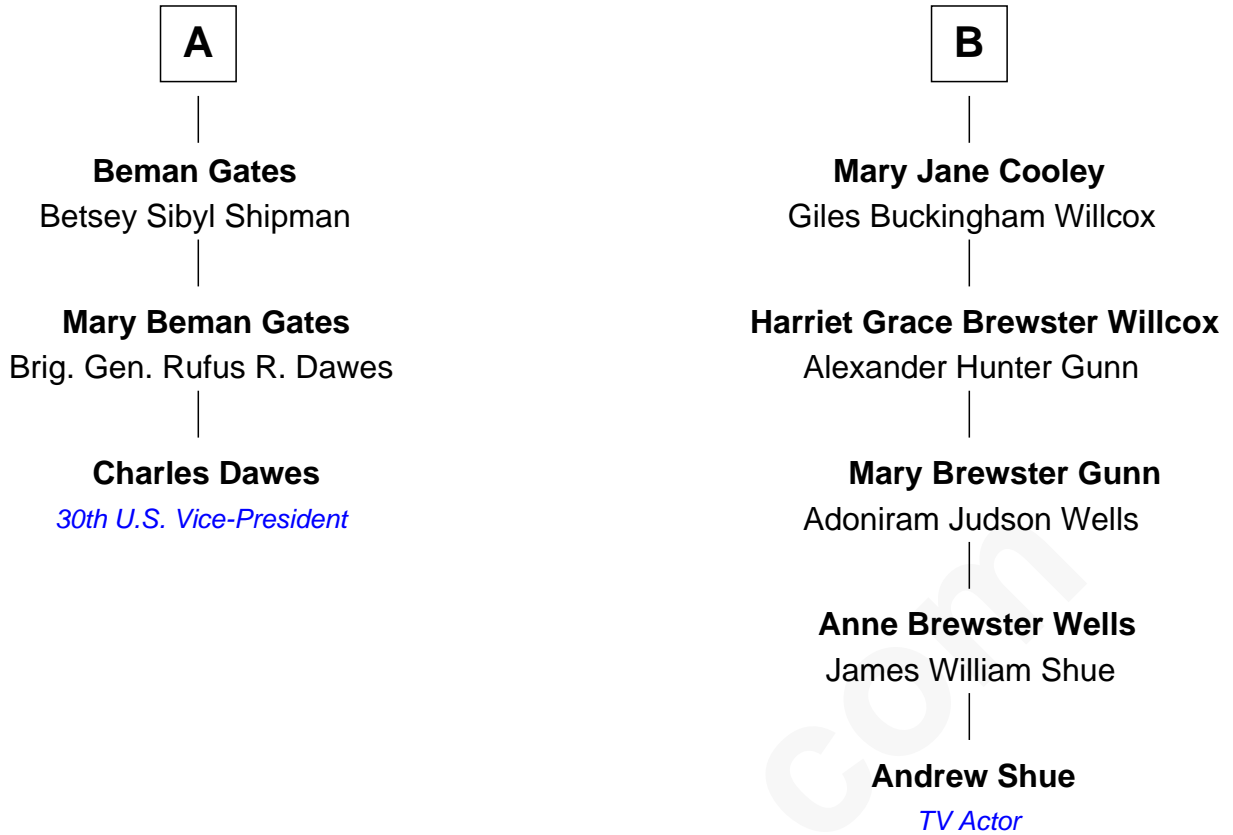 A
Beman Gates
Betsey Sibyl Shipman
Mary Beman Gates
Brig. Gen. Rufus R. Dawes
Charles Dawes
30th U.S. Vice-President
B
Mary Jane Cooley
Giles Buckingham Willcox
Harriet Grace Brewster Willcox
Alexander Hunter Gunn
Mary Brewster Gunn
Adoniram Judson Wells
Anne Brewster Wells
James William Shue
Andrew Shue
TV Actor
com